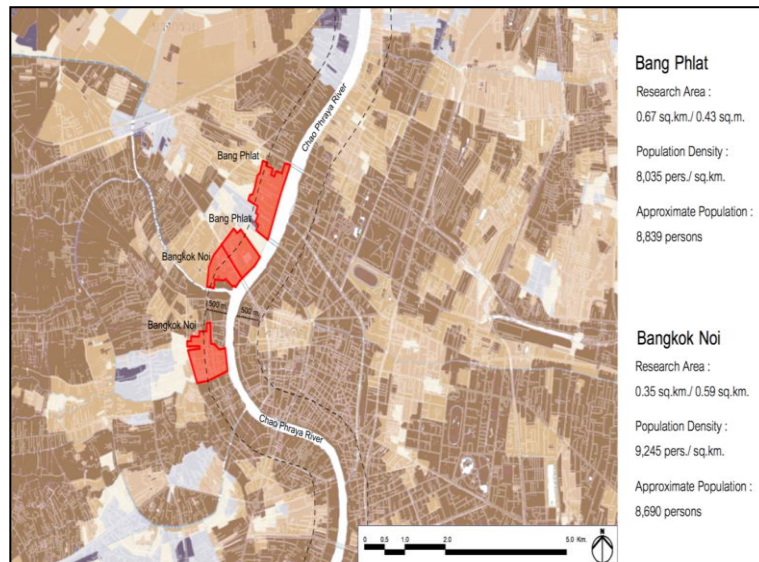 Chao Phraya River
Bang Phlat
Bang Phlat
Bangkok Noi
500 m.
500 m.
Bangkok Noi
Chao Phraya River
0 0.5 1.0 2.0 5.0 Km.
Bang Phlat
Research Area :
0.67 sq.km./ 0.43 sq.m.
Population Density :
8,035 pers./ sq.km.
Approximate Population :
8,839 persons
Bangkok Noi
Research Area :
0.35 sq.km./ 0.59 sq.km.
Population Density :
9,245 pers./ sq.km.
Approximate Population :
8,690 persons